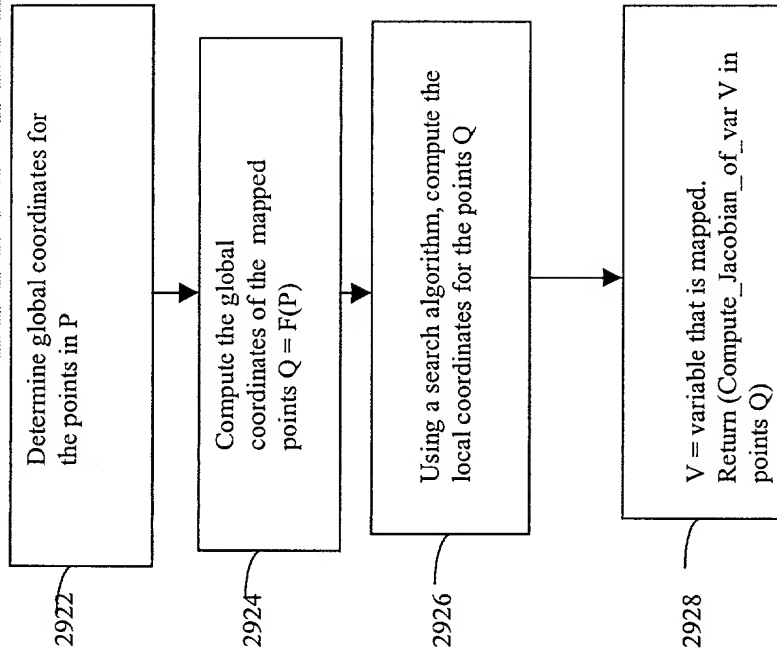 2922
Determine global coordinates for
the points in P
2924
Compute the global
coordinates of the mapped
points Q = F(P)
2926
Using a search algorithm, compute the
local coordinates for the points Q
2928
V = variable that is mapped.
Return (Compute_Jacobian_of_var V in
points Q)